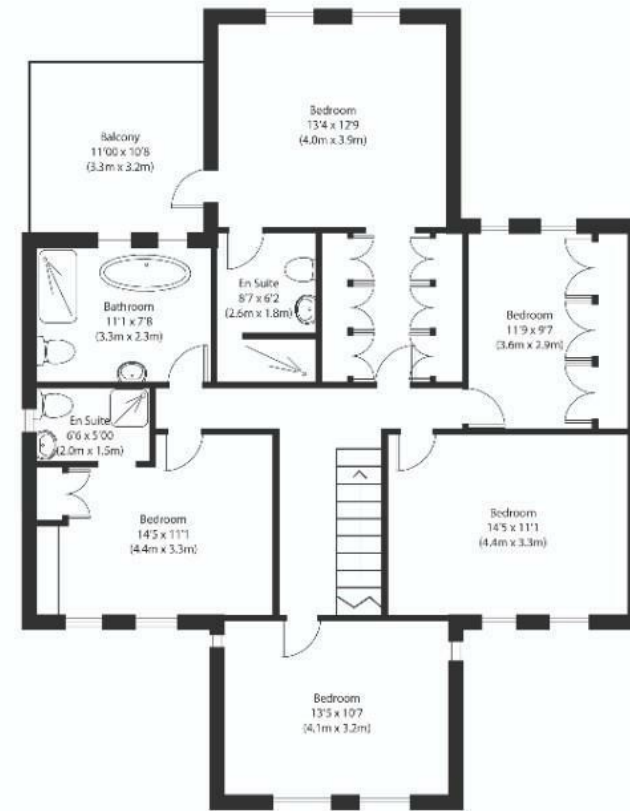 Bedroom
13'4 x 12'9
(4.0m x 3.9m)
Balcony
11'00 x 10'8
(3.3m x 3.2m)
En Suite
8'7 x 6'2
(2.6m x 1.8m)
Bathroom
11'1 x 7'8
(3.3m x 2.3m)
Bedroom
11'9 x 9'7
(3.6m x 2.9m)
En Suite
6'6 x 5'00
(2.0m x 1.5m)
Bedroom
14'5 x 11'1
(4.4m x 3.3m)
Bedroom
14'5 x 11'1
(4.4m x 3.3m)
Bedroom
13'5 x 10'7
(4.1m x 3.2m)